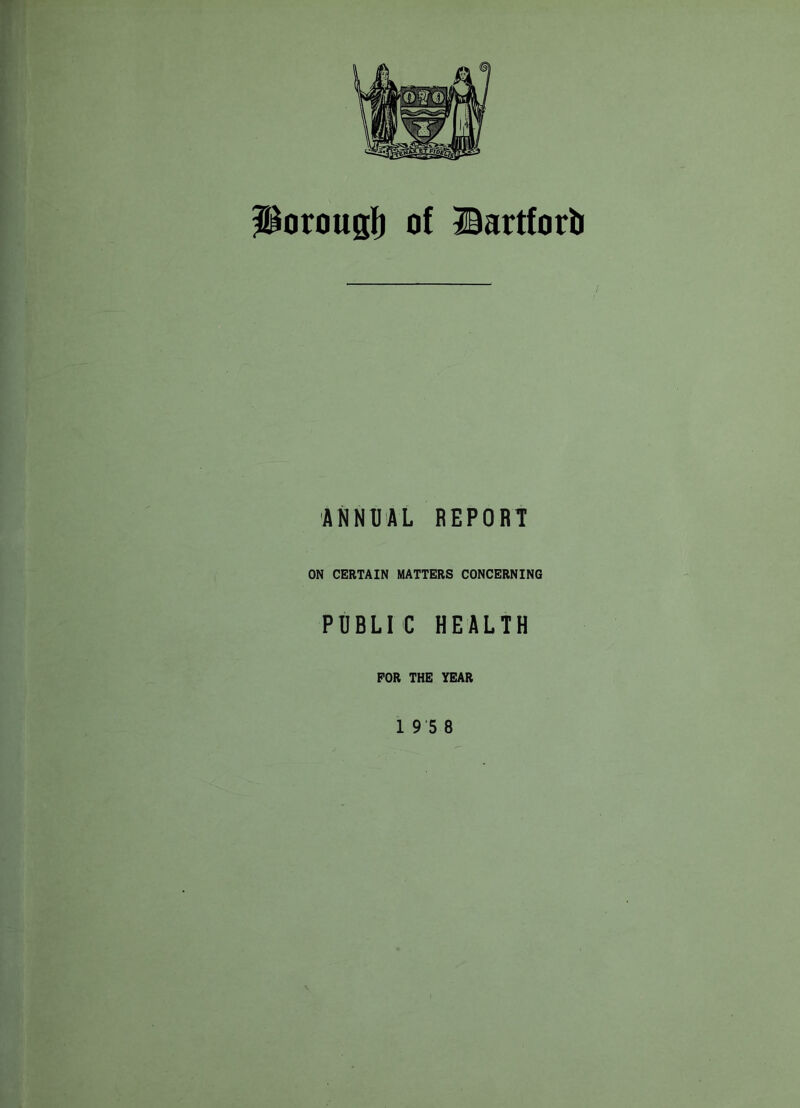 Borough of Dartford
ANNUAL REPORT
ON CERTAIN MATTERS CONCERNING
PUBLIC HEALTH
FOR THE YEAR
1958